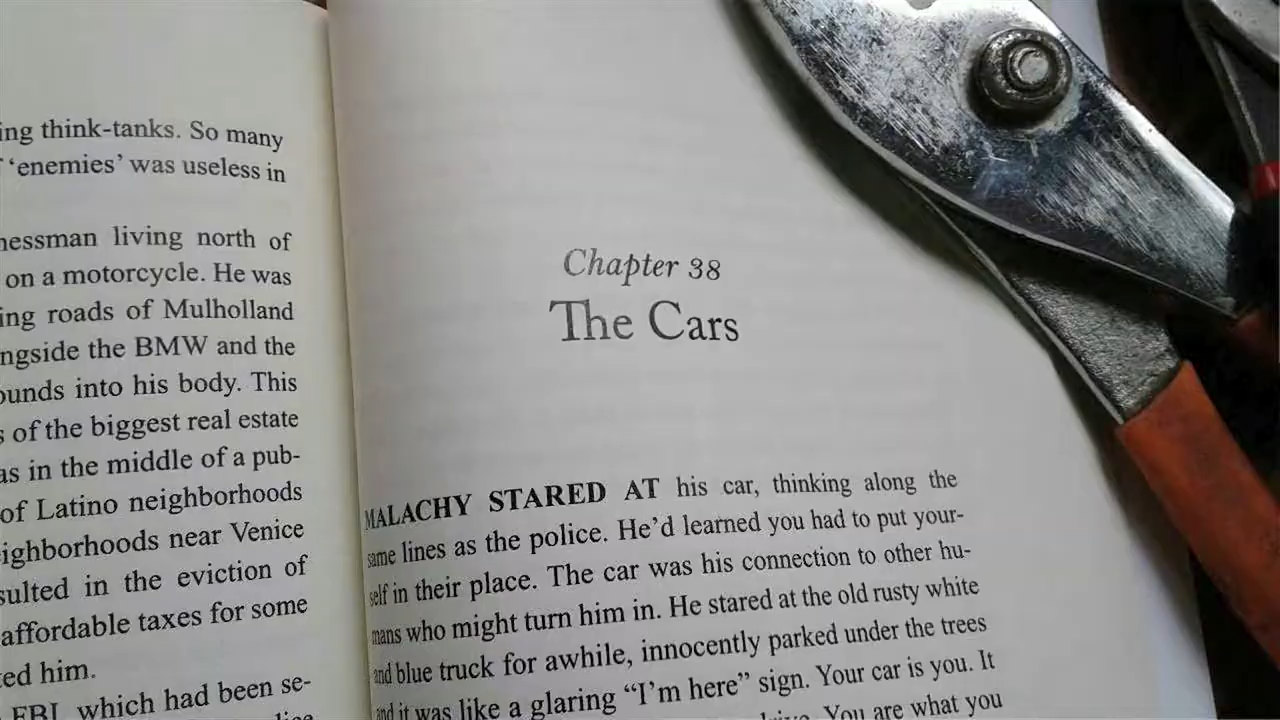 ing think-tanks. So many
'enemies' was useless in
nessman living north of
on a motorcycle. He was
ing roads of Mulholland
ngside the BMW and the
ounds into his body. This
s of the biggest real estate
as in the middle of a pub-
of Latino neighborhoods
eighborhoods near Venice
sulted in the eviction of
affordable taxes for some
ted him.
FBI, which had been se-
Chapter 38
The Cars
MALACHY STARED AT his car, thinking along the
same lines as the police. He'd learned you had to put your-
self in their place. The car was his connection to other hu-
mans who might turn him in. He stared at the old rusty white
and blue truck for awhile, innocently parked under the trees
and it was like a glaring "I'm here" sign. Your car is you. It
You are what you